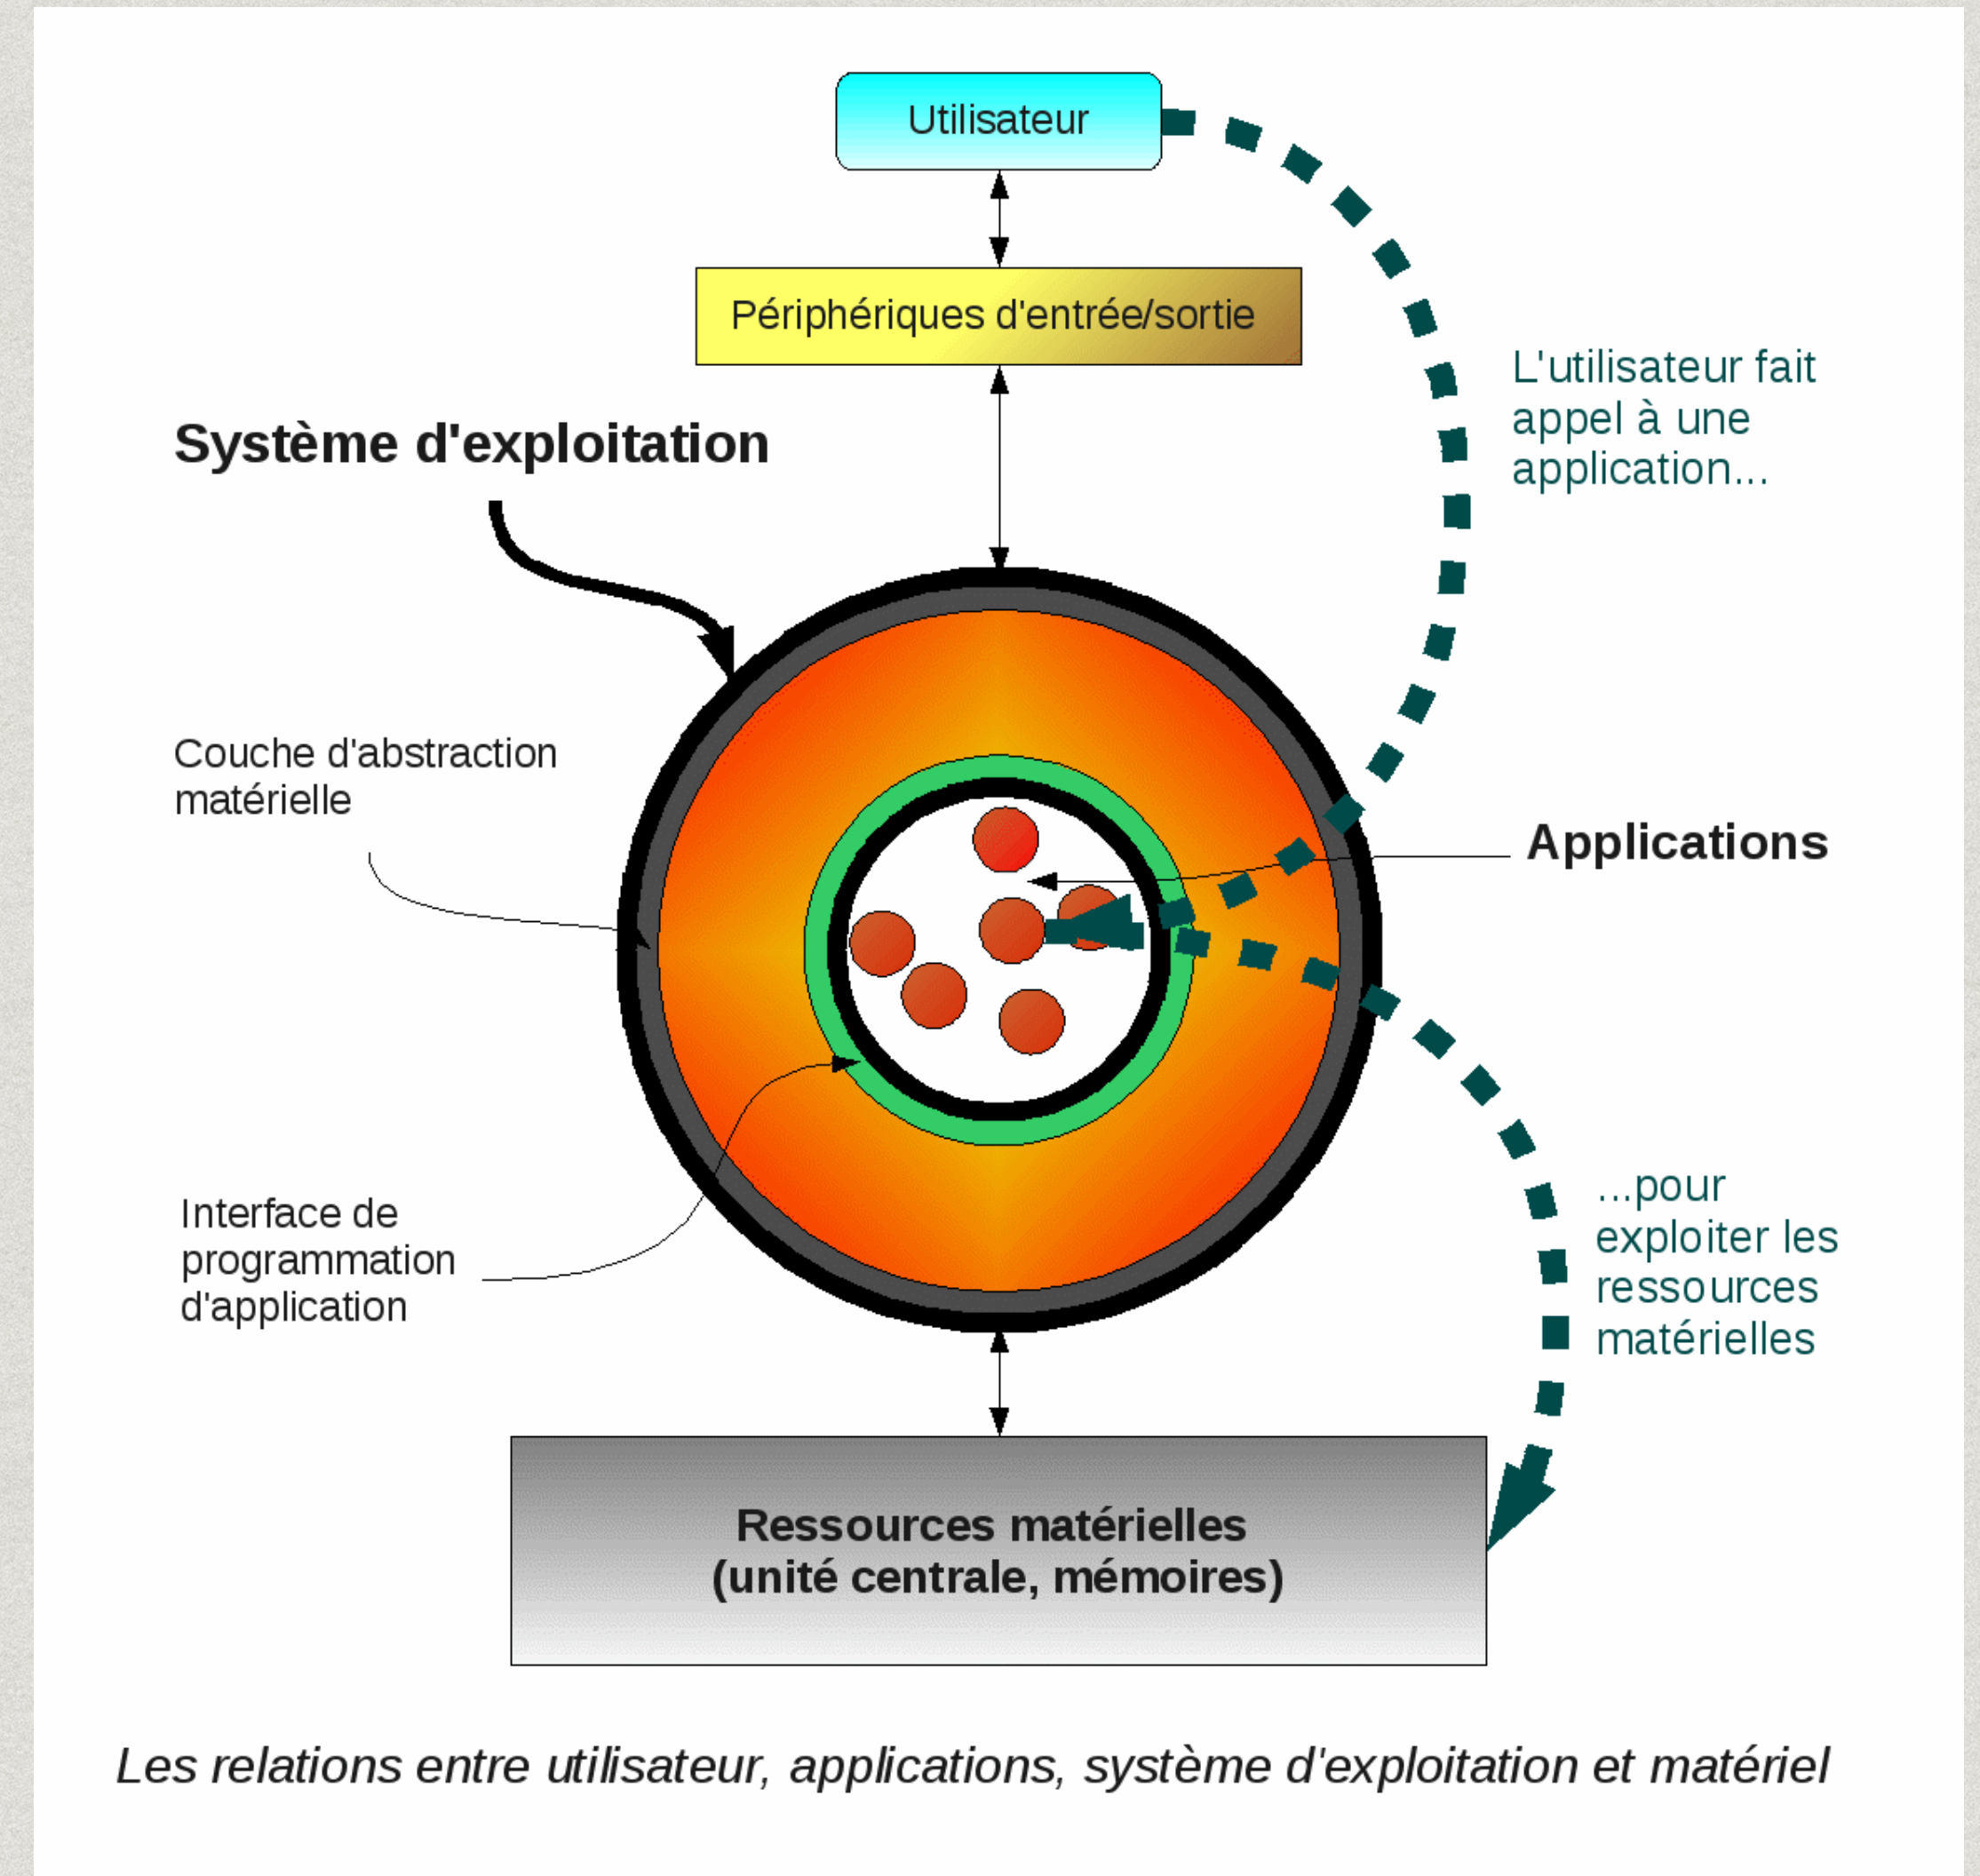 Utilisateur
Périphériques d'entrée/sortie
L'utilisateur fait
appel à une
application...
Système d'exploitation
Couche d'abstraction
matérielle
Applications
Interface de
programmation
d'application
...pour
exploiter les
ressources
matérielles
Ressources matérielles
(unité centrale, mémoires)
Les relations entre utilisateur, applications, système d'exploitation et matériel